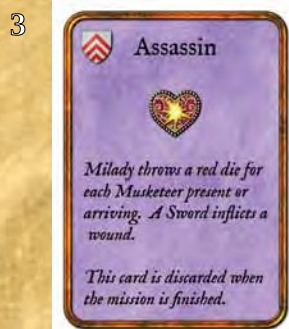 3
Assassin
Milady throws a red die for
each Musketeer present or
arriving. A Sword inflicts a
wound.
This card is discarded when
the mission is finished.